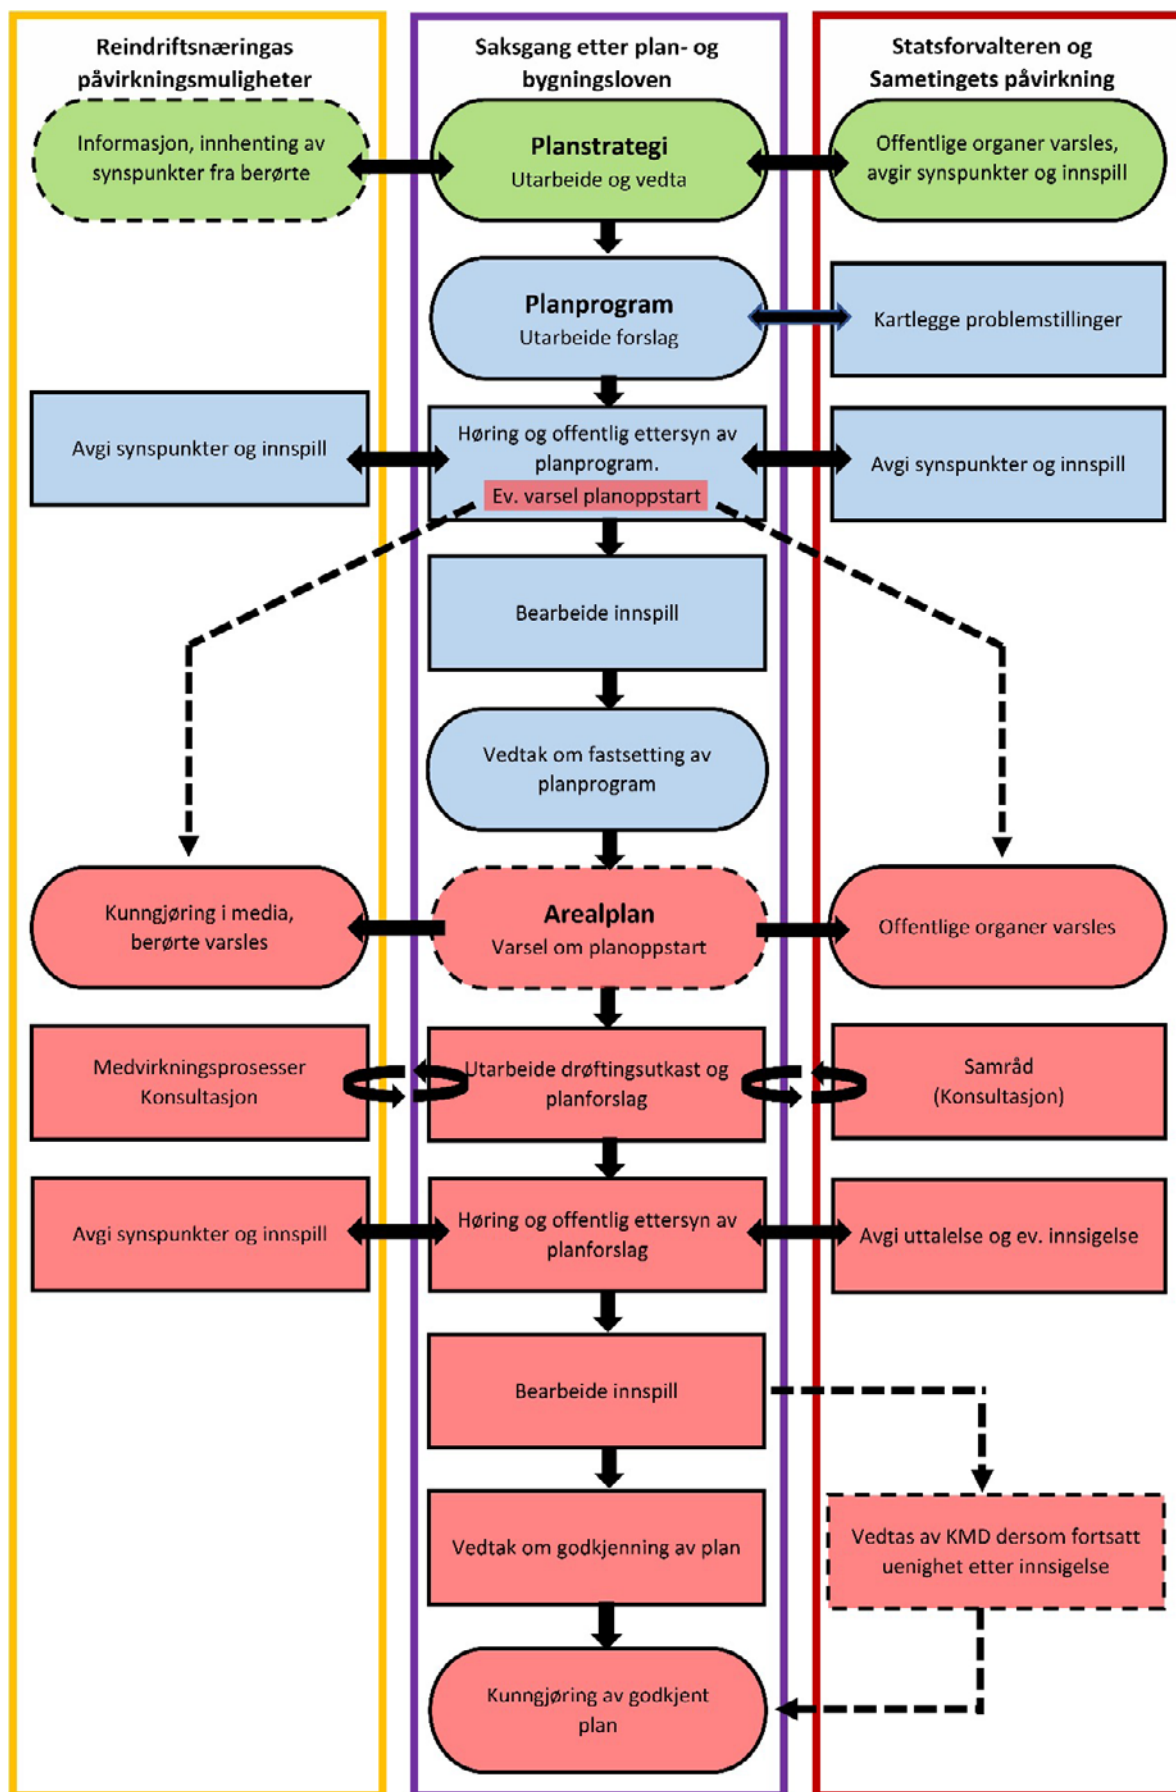 Reindriftsnæringas
påvirkningsmuligheter
Saksgang etter plan- og
bygningsloven
Statsforvalteren og
Sametingets påvirkning
Informasjon, innhenting av
synspunkter fra berørte
Planstrategi
Utarbeide og vedta
Offentlige organer varsles,
avgir synspunkter og innspill
Planprogram
Utarbeide forslag
Kartlegge problemstillinger
Avgi synspunkter og innspill
Høring og offentlig ettersyn av
planprogram.
Ev. varsel planoppstart
Avgi synspunkter og innspill
Bearbeide innspill
Vedtak om fastsetting av
planprogram
Kunngjøring i media,
berørte varsles
Arealplan
Varsel om planoppstart
Offentlige organer varsles
Medvirkningsprosesser
Konsultasjon
Utarbeide drøftingsutkast og
planforslag
Samråd
(Konsultasjon)
Avgi synspunkter og innspill
Høring og offentlig ettersyn av
planforslag
Avgi uttalelse og ev. innsigelse
Bearbeide innspill
Vedtak om godkjenning av plan
Vedtas av KMD dersom fortsatt
uenighet etter innsigelse
Kunngjøring av godkjent
plan